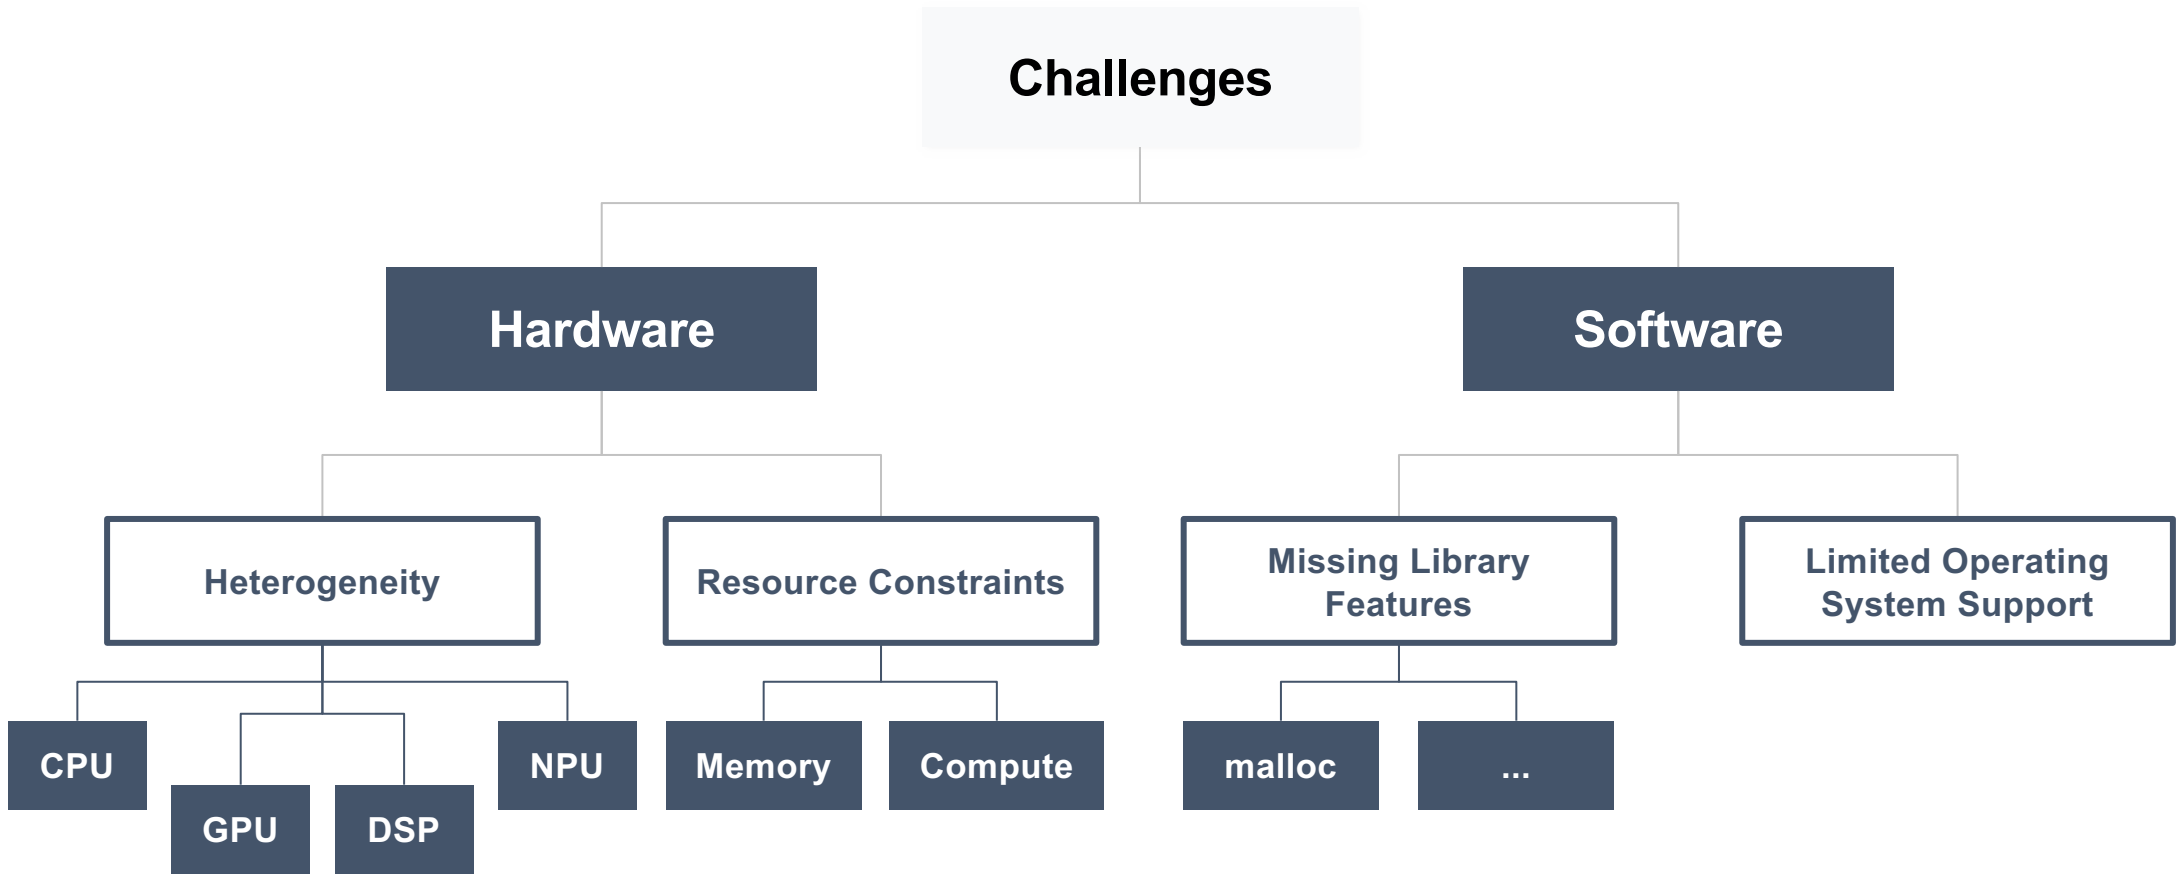 Challenges
Hardware
Software
Heterogeneity
Resource Constraints
Missing Library
Features
Limited Operating
System Support
CPU
GPU
DSP
NPU
Memory
Compute
malloc
...